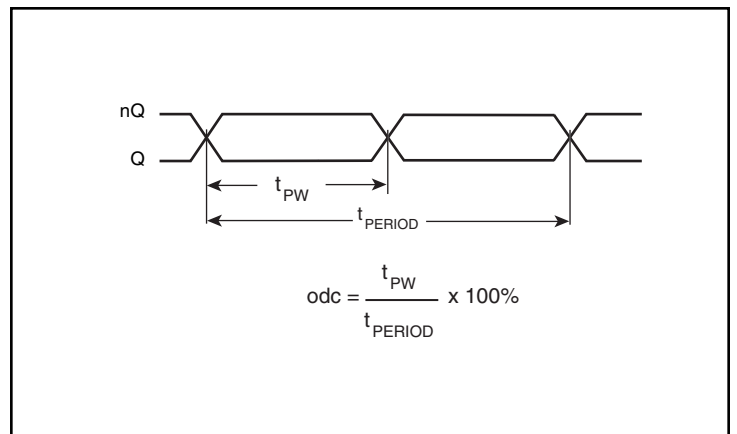 nQ
Q
tPW
tPERIOD
odc = tPW / tPERIOD x 100%